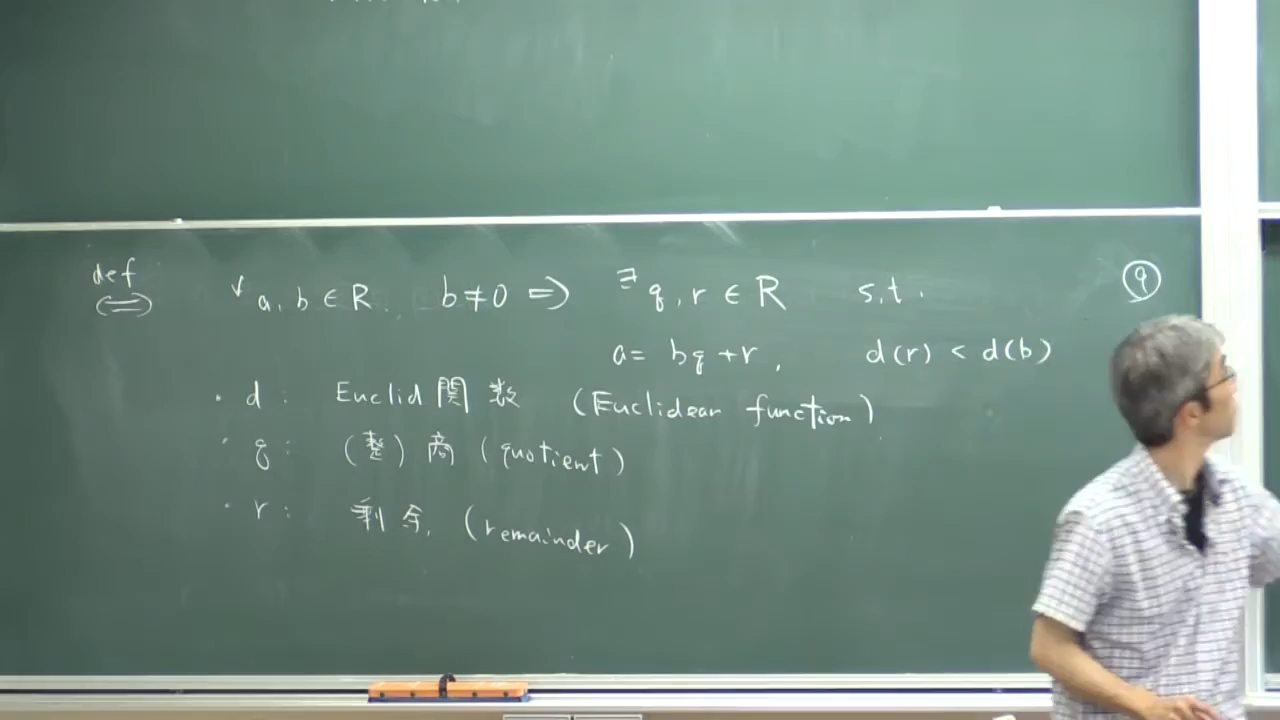 def
⟺ ∀a, b ∈ R, b≠0 ⇒ ∃q, r ∈ R s.t. ⑨
a = bq + r, d(r) < d(b)
・d: Euclid関数 (Euclidean function)
・q: (整)商 (quotient)
・r: 剰余 (remainder)